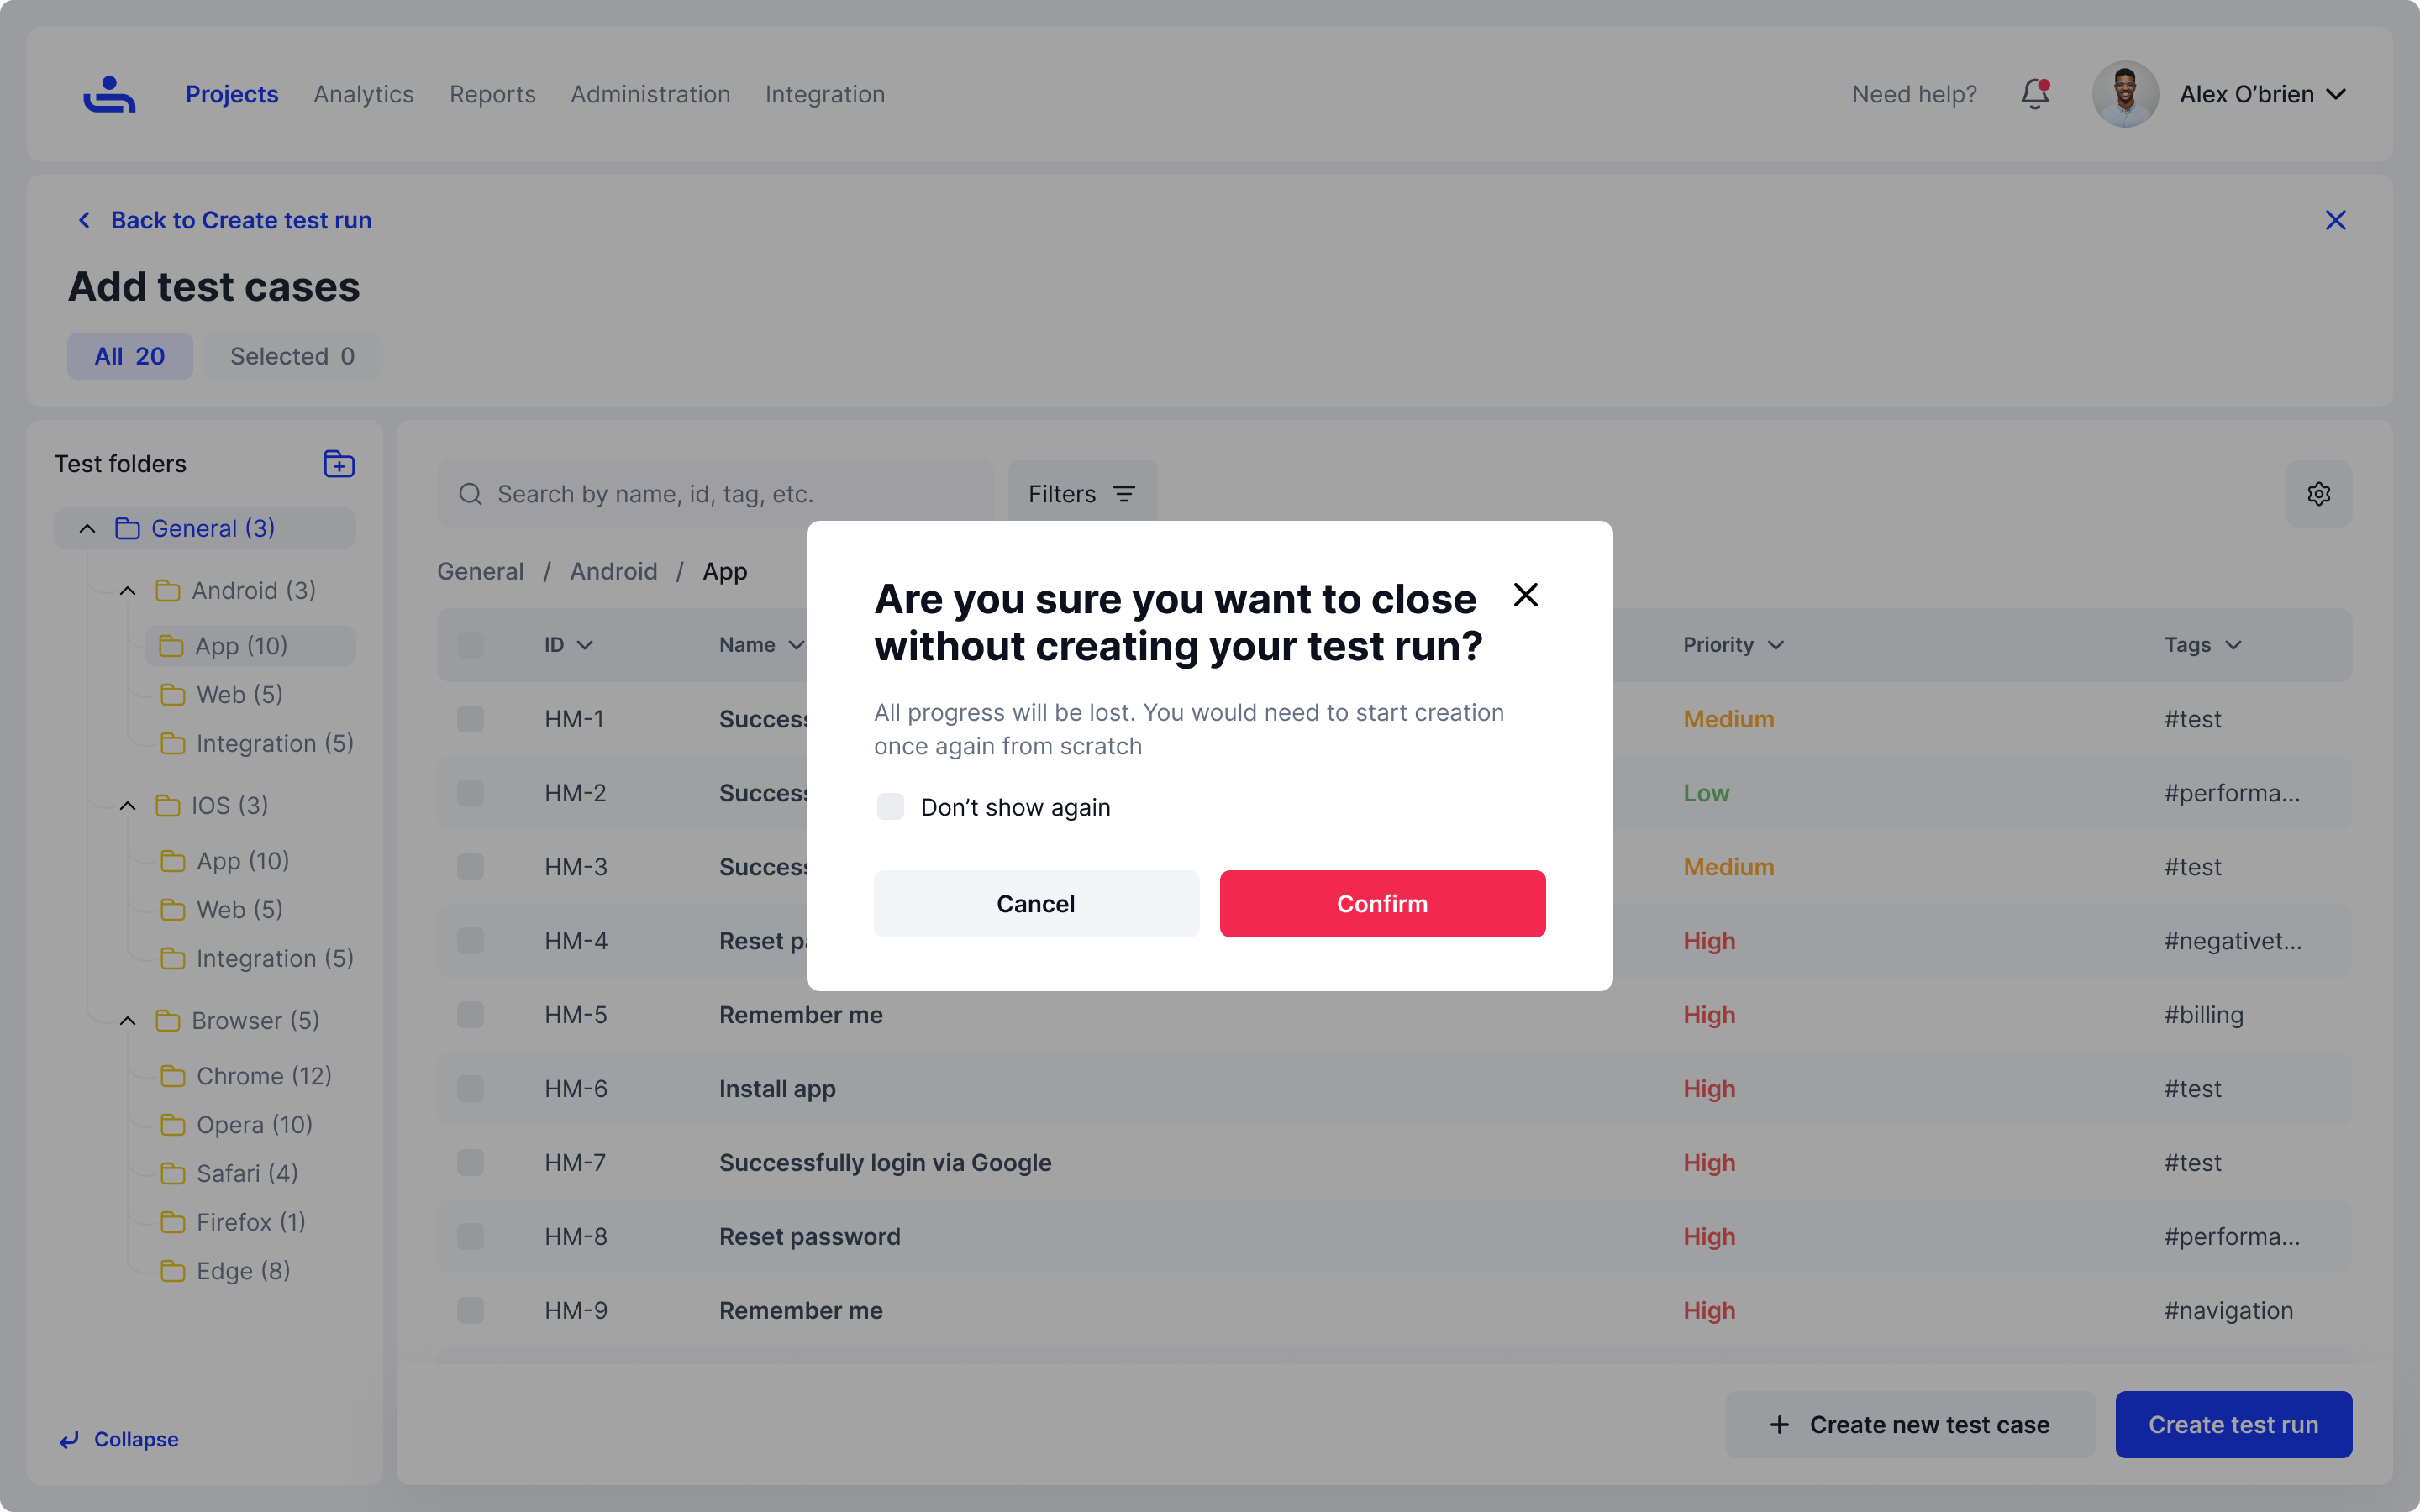 Projects Analytics Reports Administration Integration Need help? Alex O’brien
Back to Create test run
Add test cases
All 20 Selected 0
Test folders
General (3)
Android (3)
App (10)
Web (5)
Integration (5)
IOS (3)
App (10)
Web (5)
Integration (5)
Browser (5)
Chrome (12)
Opera (10)
Safari (4)
Firefox (1)
Edge (8)
Collapse
Search by name, id, tag, etc. Filters
General / Android / App
ID Name Priority Tags
HM-1 Success Medium #test
HM-2 Success Low #performa...
HM-3 Success Medium #test
HM-4 Reset High #negativet...
HM-5 Remember me High #billing
HM-6 Install app High #test
HM-7 Successfully login via Google High #test
HM-8 Reset password High #performa...
HM-9 Remember me High #navigation
Create new test case Create test run
Are you sure you want to close
without creating your test run?
All progress will be lost. You would need to start creation
once again from scratch
Don’t show again
Cancel Confirm